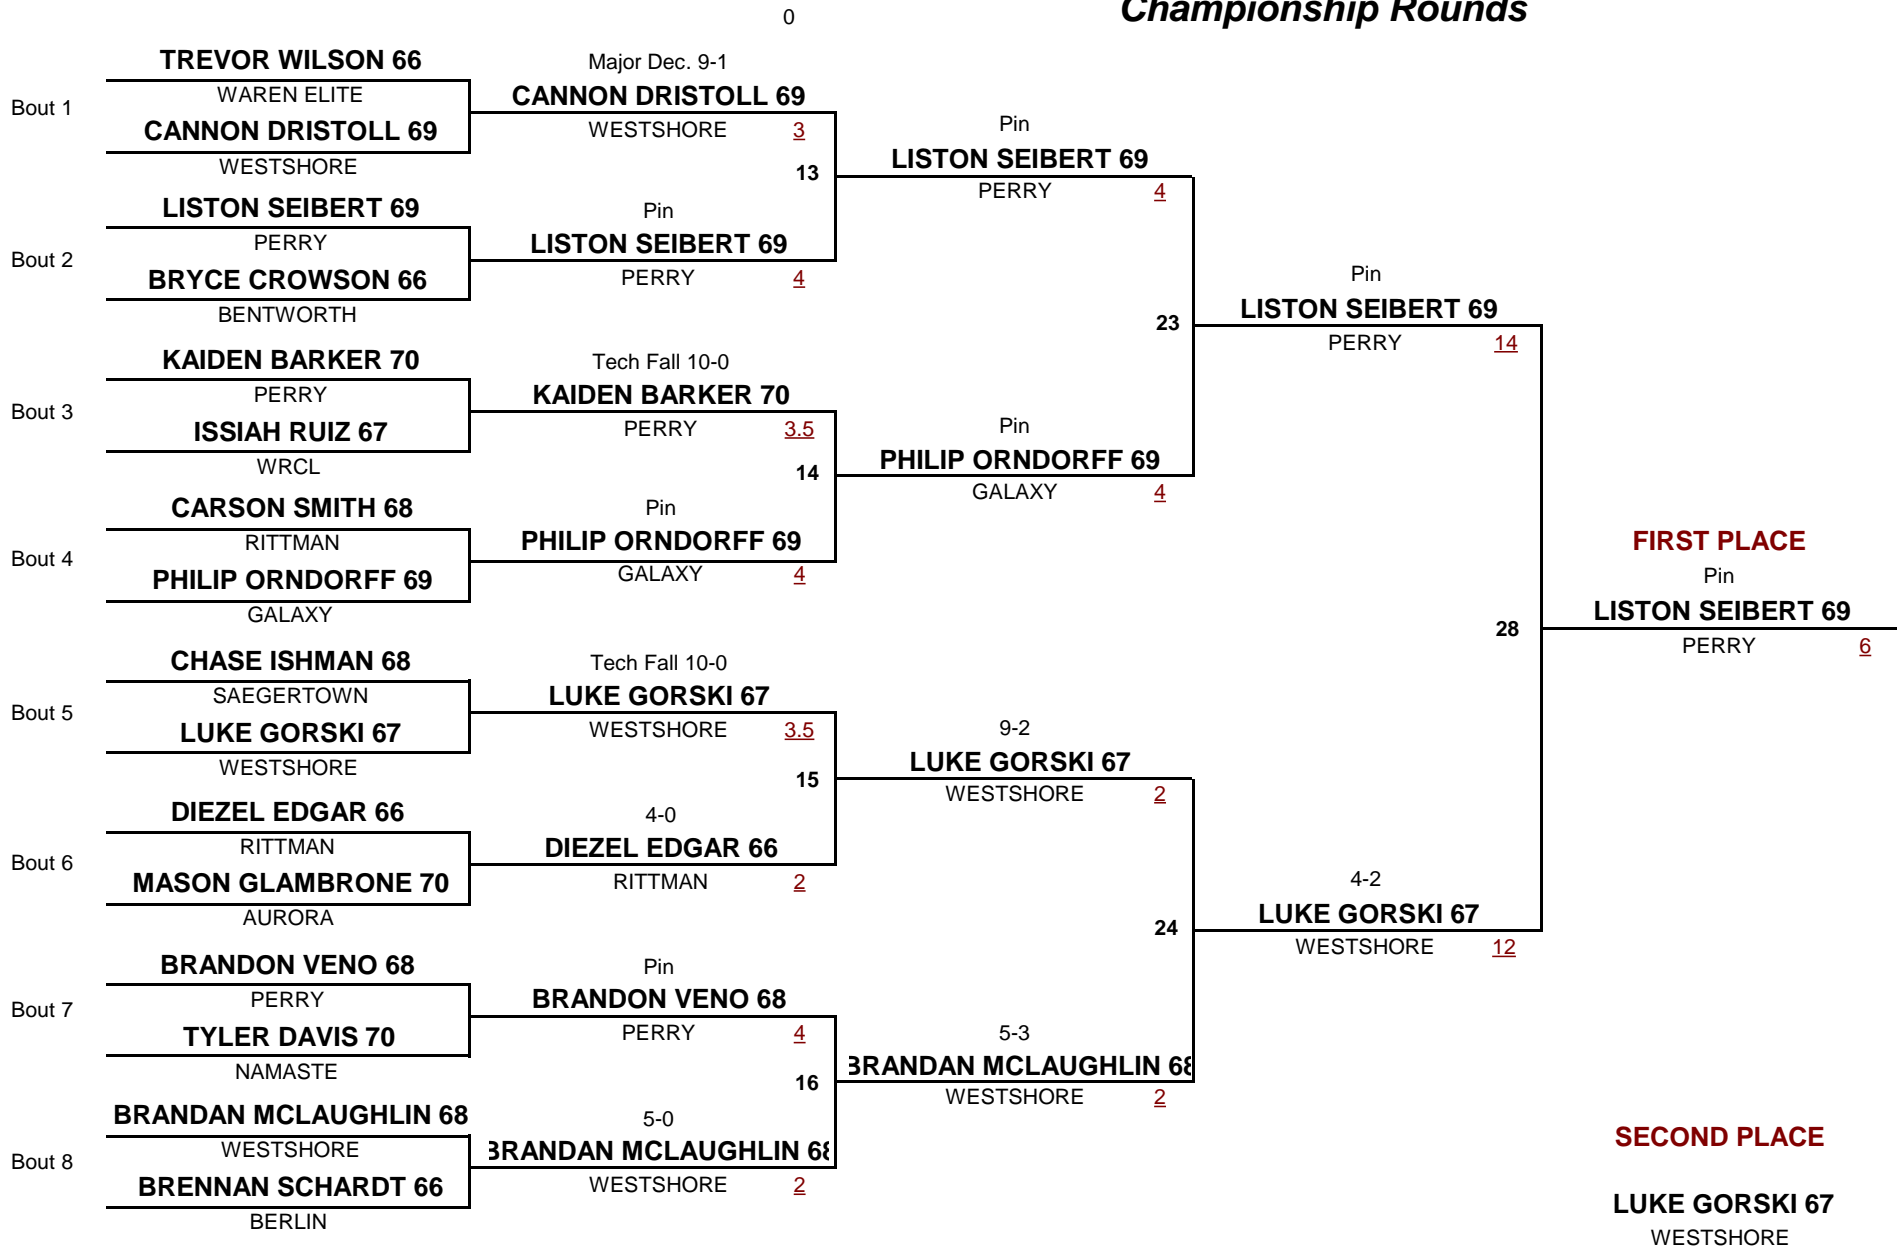 Championship Rounds
0
TREVOR WILSON 66
WAREN ELITE
Bout 1
CANNON DRISTOLL 69
WESTSHORE
Major Dec. 9-1
CANNON DRISTOLL 69
WESTSHORE 3
13
LISTON SEIBERT 69
PERRY
Bout 2
BRYCE CROWSON 66
BENTWORTH
Pin
LISTON SEIBERT 69
PERRY 4
Pin
LISTON SEIBERT 69
PERRY 4
23
KAIDEN BARKER 70
PERRY
Bout 3
ISSIAH RUIZ 67
WRCL
Tech Fall 10-0
KAIDEN BARKER 70
PERRY 3.5
14
CARSON SMITH 68
RITTMAN
Bout 4
PHILIP ORNDORFF 69
GALAXY
Pin
PHILIP ORNDORFF 69
GALAXY 4
Pin
PHILIP ORNDORFF 69
GALAXY 4
Pin
LISTON SEIBERT 69
PERRY 14
28
CHASE ISHMAN 68
SAEGERTOWN
Bout 5
LUKE GORSKI 67
WESTSHORE
Tech Fall 10-0
LUKE GORSKI 67
WESTSHORE 3.5
15
DIEZEL EDGAR 66
RITTMAN
Bout 6
MASON GLAMBRONE 70
AURORA
4-0
DIEZEL EDGAR 66
RITTMAN 2
9-2
LUKE GORSKI 67
WESTSHORE 2
24
BRANDON VENO 68
PERRY
Bout 7
TYLER DAVIS 70
NAMASTE
Pin
BRANDON VENO 68
PERRY 4
16
BRANDAN MCLAUGHLIN 68
WESTSHORE
Bout 8
BRENNAN SCHARDT 66
BERLIN
5-0
BRANDAN MCLAUGHLIN 68
WESTSHORE 2
5-3
BRANDAN MCLAUGHLIN 68
WESTSHORE 2
4-2
LUKE GORSKI 67
WESTSHORE 12
FIRST PLACE
Pin
LISTON SEIBERT 69
PERRY 6
SECOND PLACE
LUKE GORSKI 67
WESTSHORE